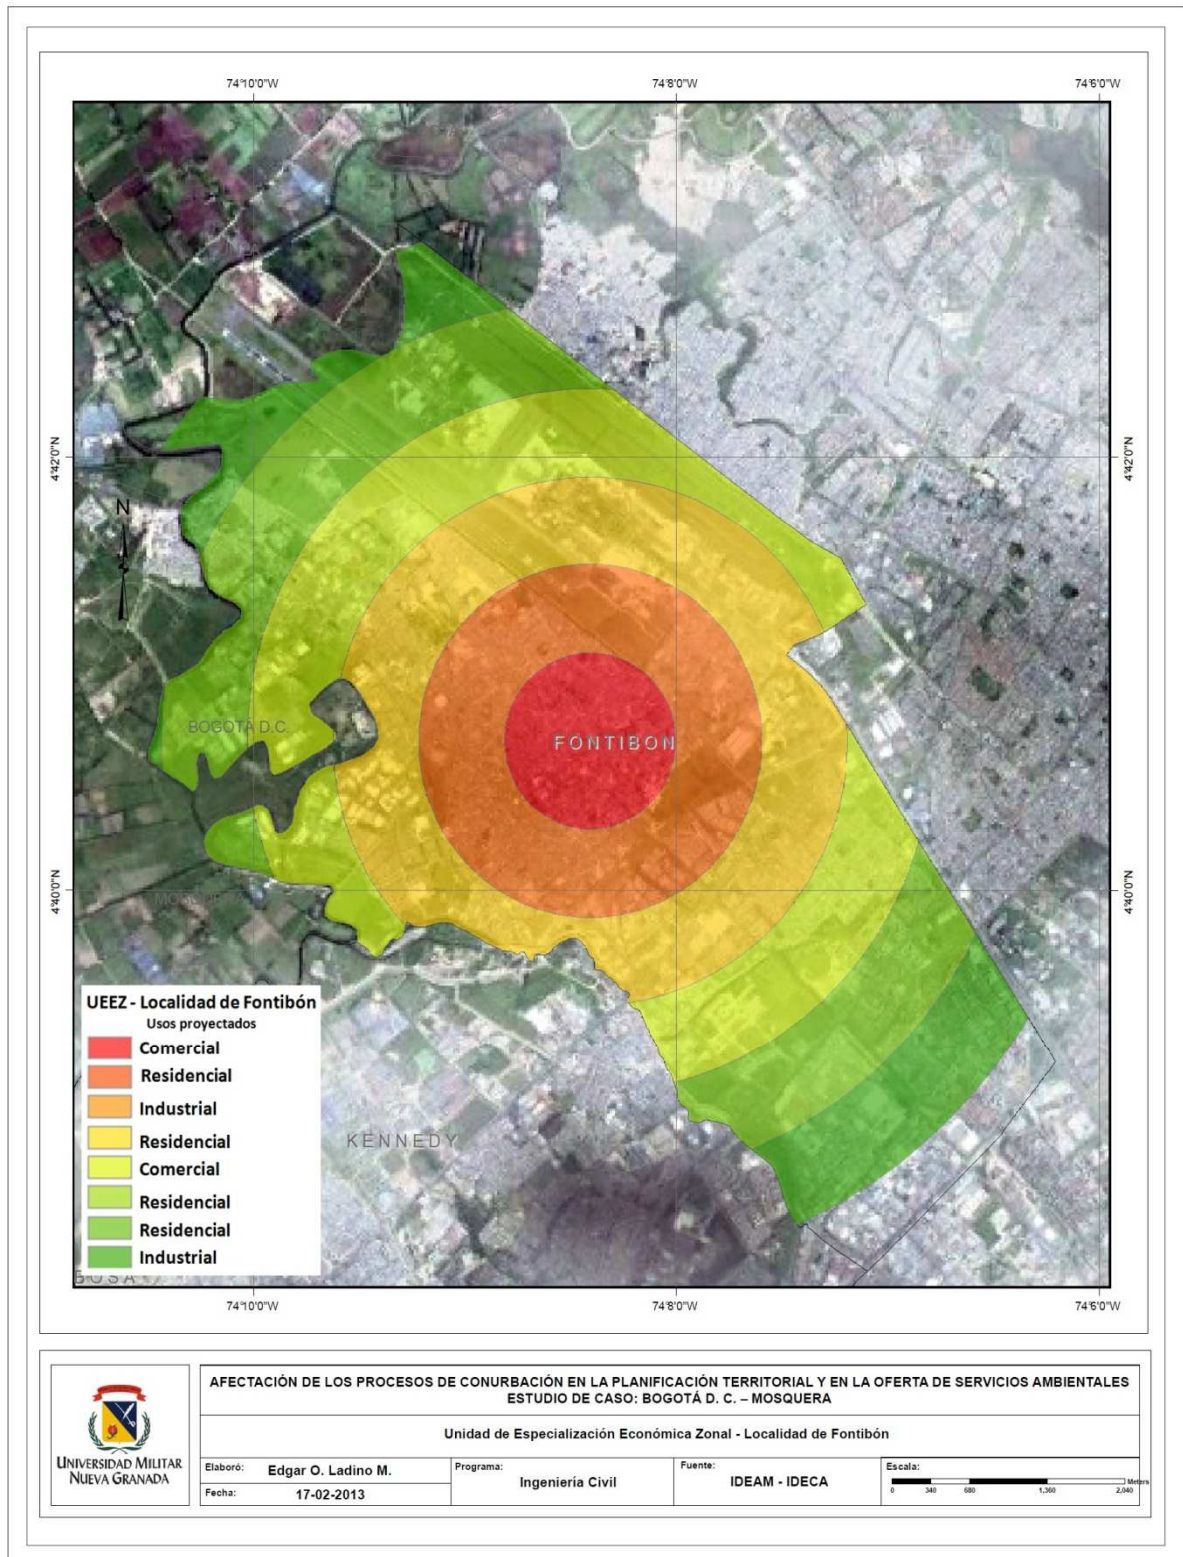 74°10'0"W 74°8'0"W 74°6'0"W
4°42'0"N 4°42'0"N
N
BOGOTÁ D.C.
FONTIBON
4°40'0"N 4°40'0"N
KENNEDY
UEEZ - Localidad de Fontibón
Usos proyectados
Comercial
Residencial
Industrial
Residencial
Comercial
Residencial
Residencial
Industrial
BOSA
74°10'0"W 74°8'0"W 74°6'0"W
UNIVERSIDAD MILITAR
NUEVA GRANADA
AFECTACIÓN DE LOS PROCESOS DE CONURBACIÓN EN LA PLANIFICACIÓN TERRITORIAL Y EN LA OFERTA DE SERVICIOS AMBIENTALES
ESTUDIO DE CASO: BOGOTÁ D. C. – MOSQUERA
Unidad de Especialización Económica Zonal - Localidad de Fontibón
Elaboró: Edgar O. Ladino M.
Fecha: 17-02-2013
Programa:
Ingeniería Civil
Fuente:
IDEAM - IDECA
Escala:
Meters
0 340 680 1,360 2,040